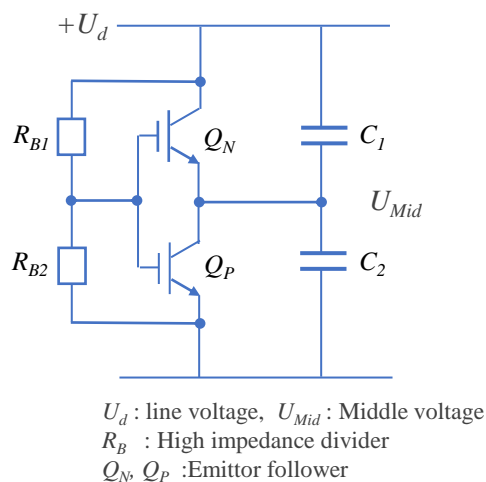 +U_d
R_B1
Q_N
C_1
U_Mid
R_B2
Q_P
C_2
U_d : line voltage, U_Mid : Middle voltage
R_B : High impedance divider
Q_N, Q_P :Emittor follower